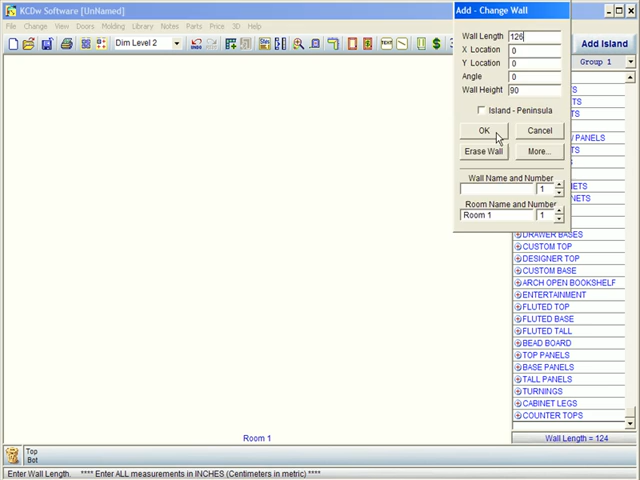 KCDw Software [UnNamed]
File Change View Doors Molding Library Notes Parts Price 3D Help
Dim Level 2
TEXT
$
Add Island
Group 1
Add - Change Wall
Wall Length 126
X Location 0
Y Location 0
Angle 0
Wall Height 90
Island - Peninsula
OK Cancel
Erase Wall More...
Wall Name and Number
1
Room Name and Number
Room 1 1
DRAWER BASES
CUSTOM TOP
DESIGNER TOP
CUSTOM BASE
ARCH OPEN BOOKSHELF
ENTERTAINMENT
FLUTED TOP
FLUTED BASE
FLUTED TALL
BEAD BOARD
TOP PANELS
BASE PANELS
TALL PANELS
TURNINGS
CABINET LEGS
COUNTER TOPS
Room 1
Wall Length = 124
Top
Bot
Enter Wall Length. **** Enter ALL measurements in INCHES (Centimeters in metric) ****